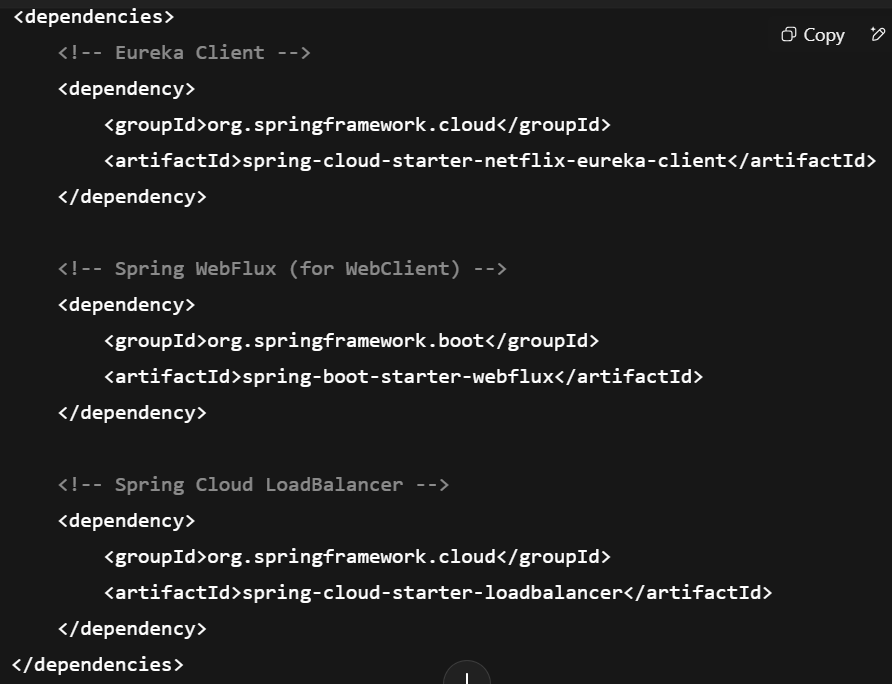 <dependencies>
Copy
<!-- Eureka Client -->
<dependency>
<groupId>org.springframework.cloud</groupId>
<artifactId>spring-cloud-starter-netflix-eureka-client</artifactId>
</dependency>
<!-- Spring WebFlux (for WebClient) -->
<dependency>
<groupId>org.springframework.boot</groupId>
<artifactId>spring-boot-starter-webflux</artifactId>
</dependency>
<!-- Spring Cloud LoadBalancer -->
<dependency>
<groupId>org.springframework.cloud</groupId>
<artifactId>spring-cloud-starter-loadbalancer</artifactId>
</dependency>
</dependencies>